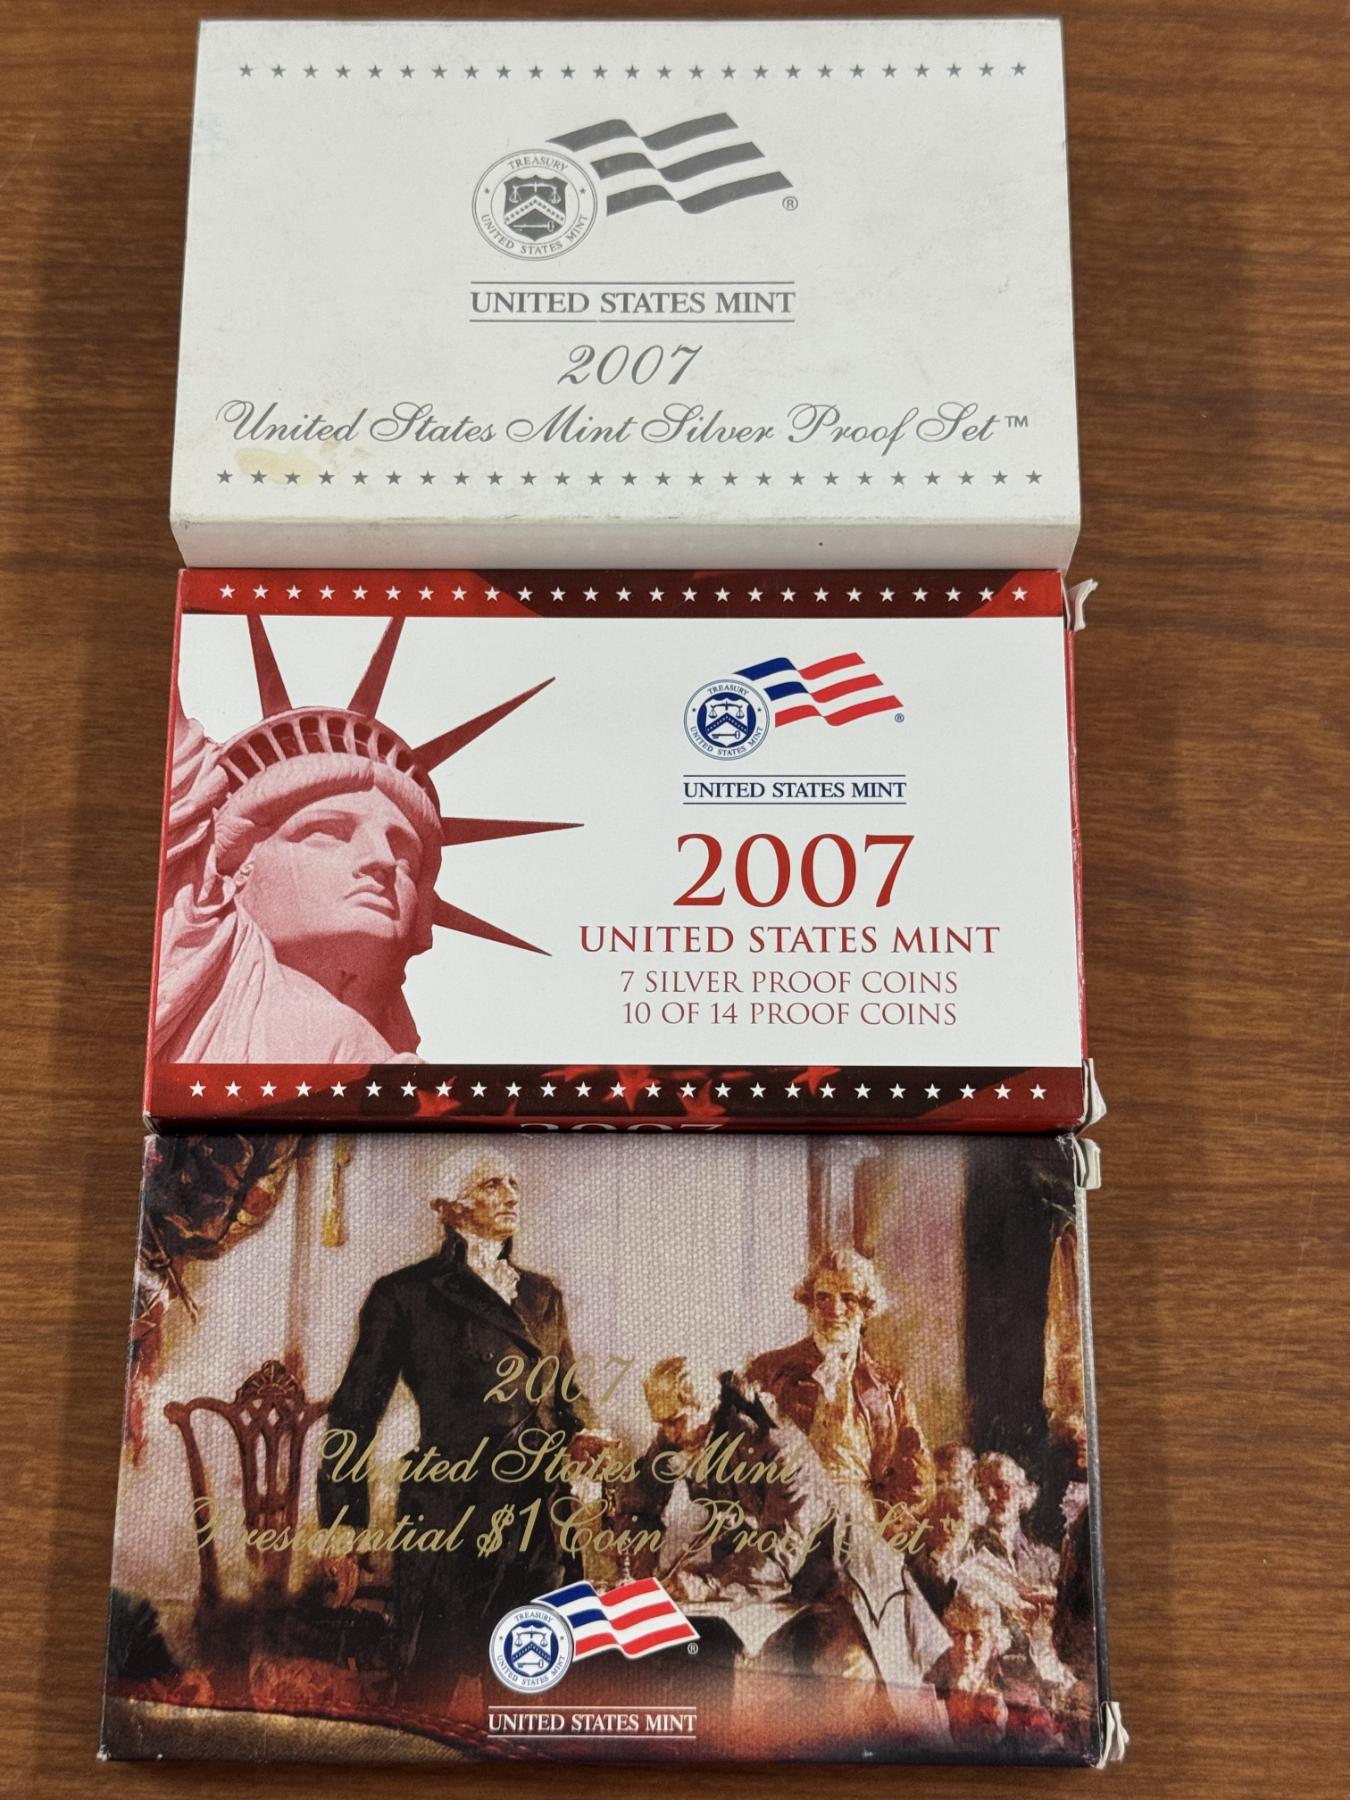 TREASURY
UNITED STATES MINT
®
UNITED STATES MINT
2007
United States Mint Silver Proof Set™
TREASURY
UNITED STATES MINT
®
UNITED STATES MINT
2007
UNITED STATES MINT
7 SILVER PROOF COINS
10 OF 14 PROOF COINS
2007
2007
United States Mint
Presidential $1 Coin Proof Set™
TREASURY
UNITED STATES MINT
®
UNITED STATES MINT